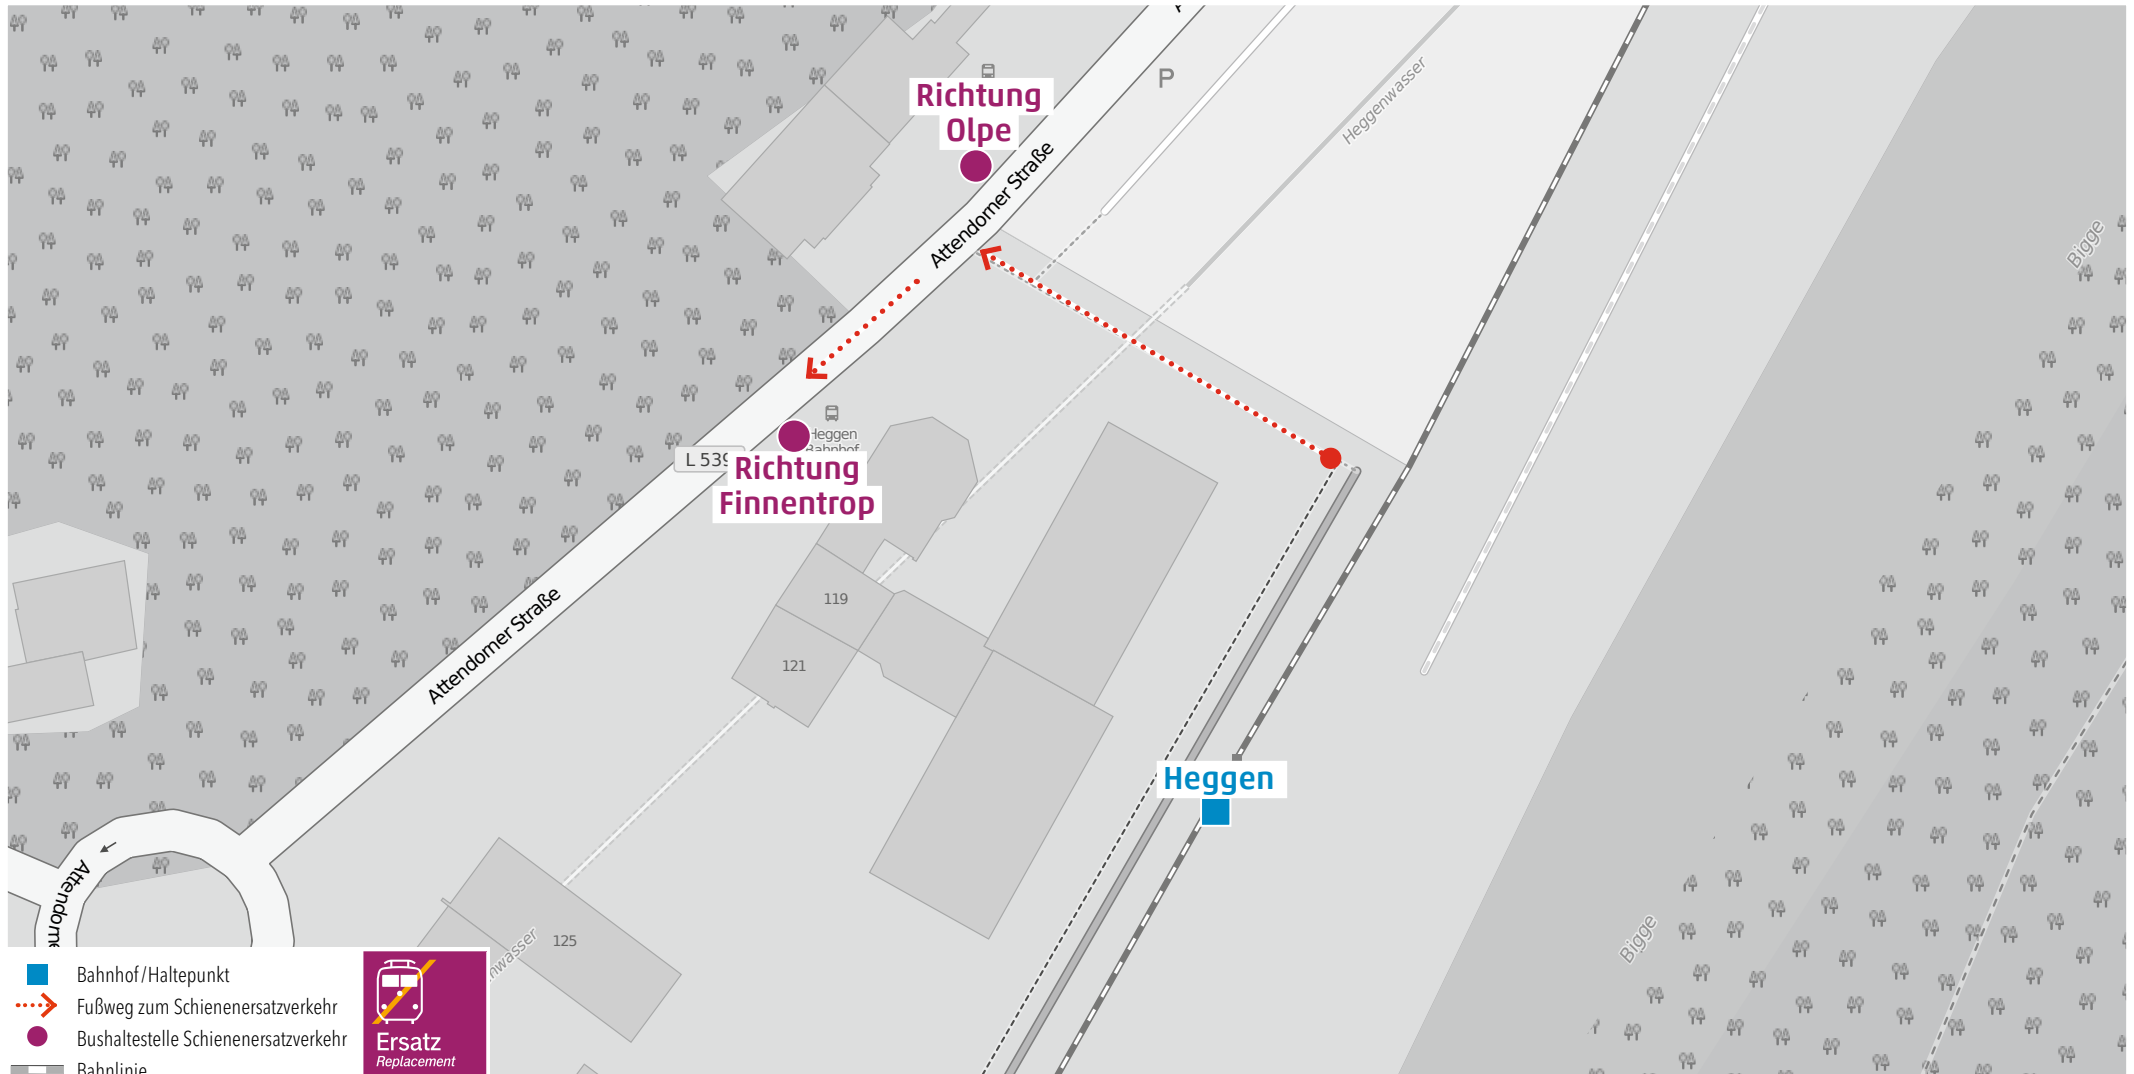 P
Richtung
Olpe
Heggenwasser
Attendorner Straße
Bigge
Heggen
Bahnhof
L 539
Richtung
Finnentrop
119
121
Attendorner Straße
Heggen
125
Bigge
Bahnhof/Haltepunkt
Fußweg zum Schienenersatzverkehr
Bushaltestelle Schienenersatzverkehr
Bahnlinie
Ersatz
Replacement